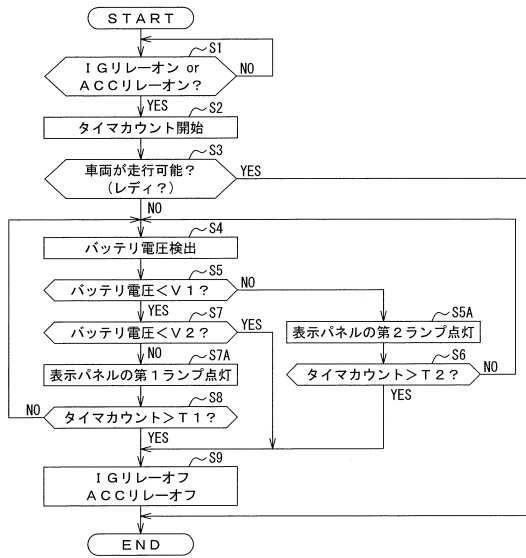 ＳＴＡＲＴ
S1
ＩＧリレーオン or
ＡＣＣリレーオン？
NO
YES
S2
タイマカウント開始
S3
車両が走行可能？
（レディ？）
YES
NO
S4
バッテリ電圧検出
S5
バッテリ電圧＜Ｖ１？
NO
YES
S7
バッテリ電圧＜Ｖ２？
YES
NO
S5A
表示パネルの第２ランプ点灯
S7A
表示パネルの第１ランプ点灯
S6
タイマカウント＞Ｔ２？
NO
YES
S8
タイマカウント＞Ｔ１？
NO
YES
S9
ＩＧリレーオフ
ＡＣＣリレーオフ
ＥＮＤ